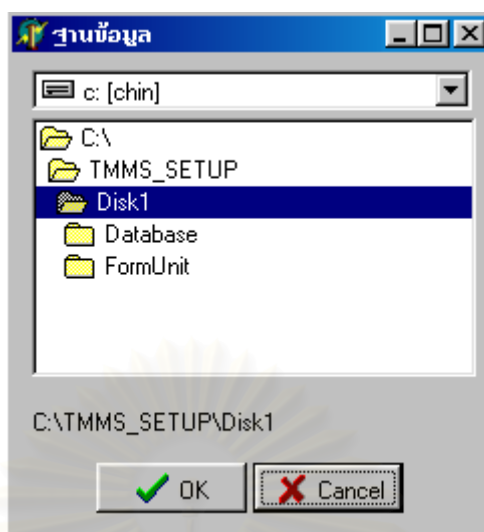 ฐานข้อมูล
c: [chin]
C:\
TMMS_SETUP
Disk1
Database
FormUnit
C:\TMMS_SETUP\Disk1
OK
Cancel